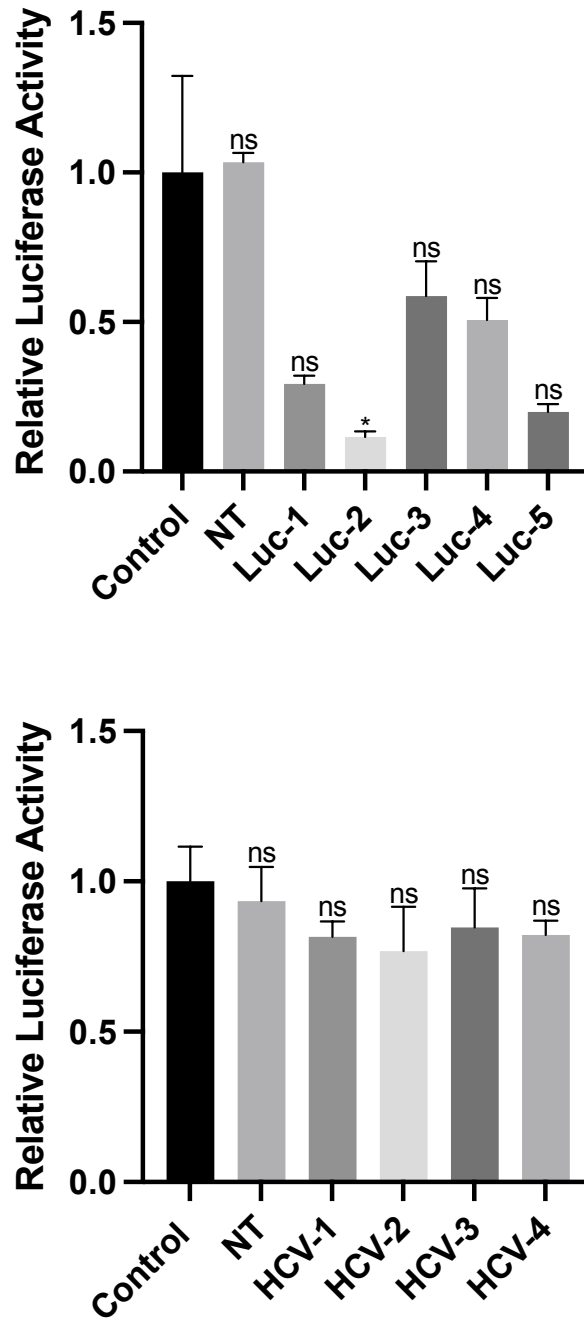 Relative Luciferase Activity
1.5
1.0
0.5
0.0
ns
ns
*
ns
ns
ns
Control
NT
Luc-1
Luc-2
Luc-3
Luc-4
Luc-5
Relative Luciferase Activity
1.5
1.0
0.5
0.0
ns
ns
ns
ns
ns
Control
NT
HCV-1
HCV-2
HCV-3
HCV-4